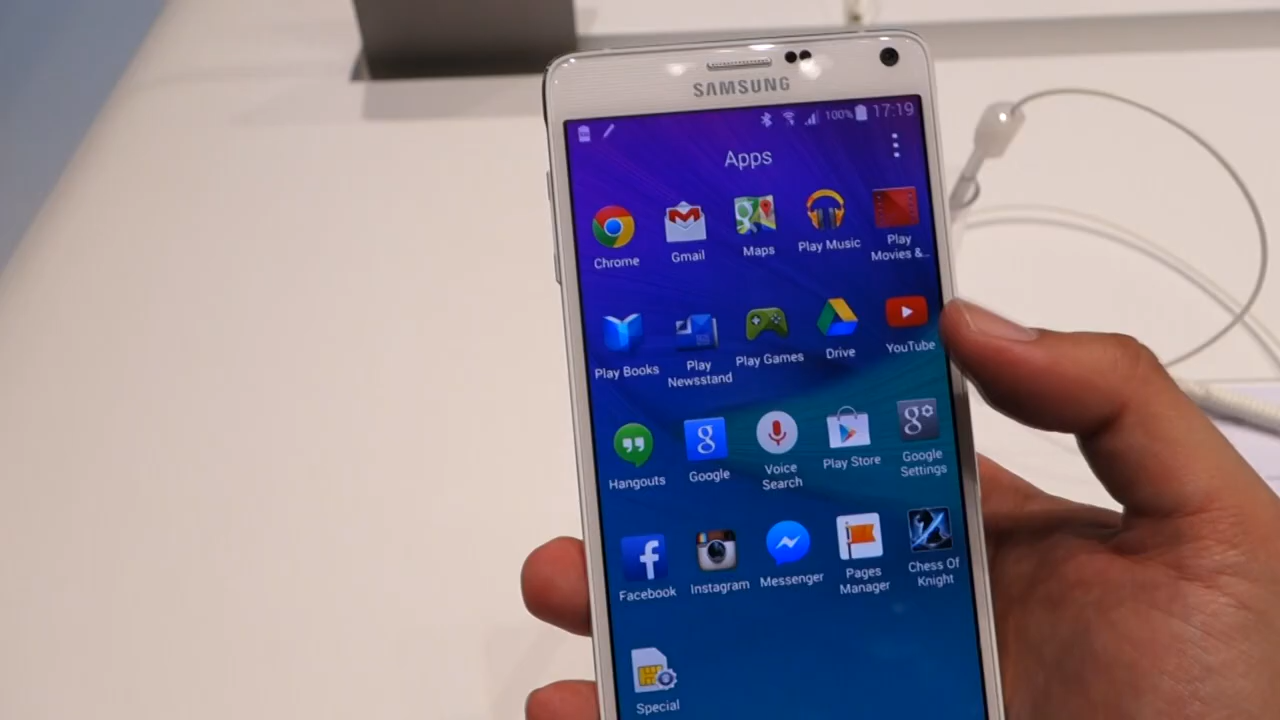 SAMSUNG
100% 17:19
Apps
Chrome
Gmail
Maps
Play Music
Play
Movies &..
Play Books
Play
Newsstand
Play Games
Drive
YouTube
Hangouts
Google
Voice
Search
Play Store
Google
Settings
Facebook
Instagram
Messenger
Pages
Manager
Chess Of
Knight
Special